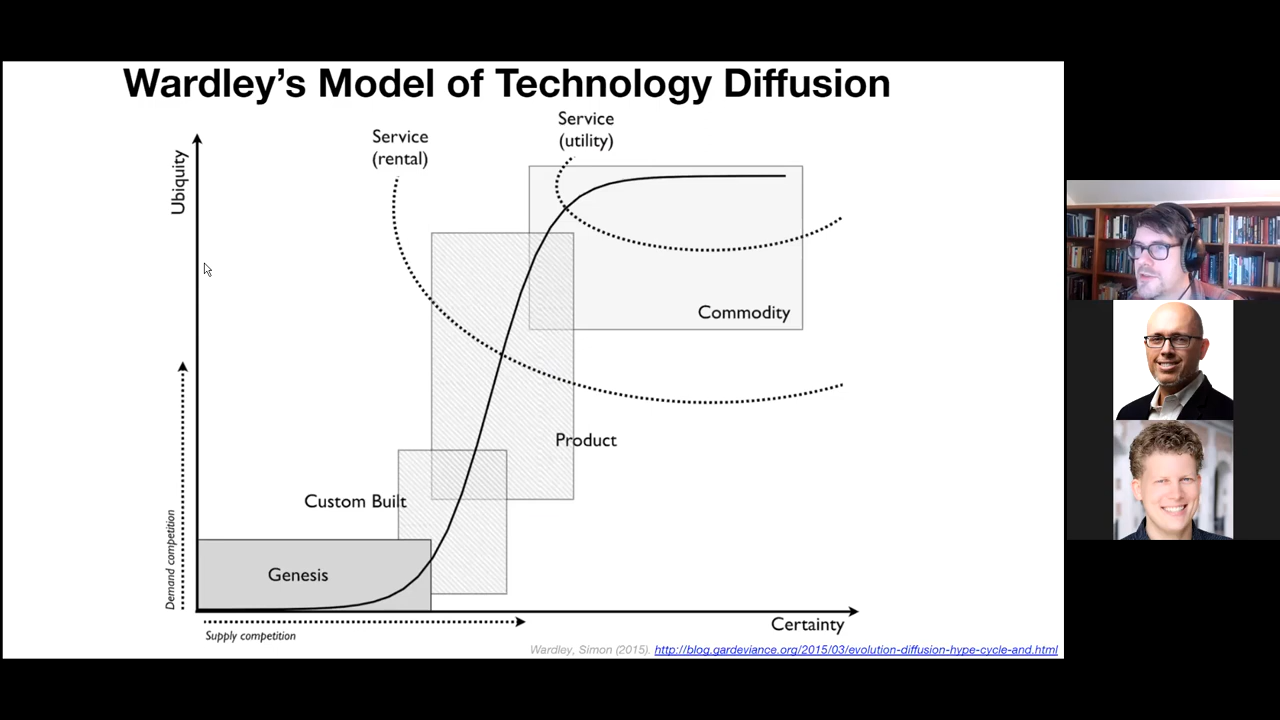 Wardley's Model of Technology Diffusion
Service
(rental)
Service
(utility)
Ubiquity
Commodity
Product
Custom Built
Demand competition
Genesis
Supply competition
Certainty
Wardley, Simon (2015). http://blog.gardeviance.org/2015/03/evolution-diffusion-hype-cycle-and.html